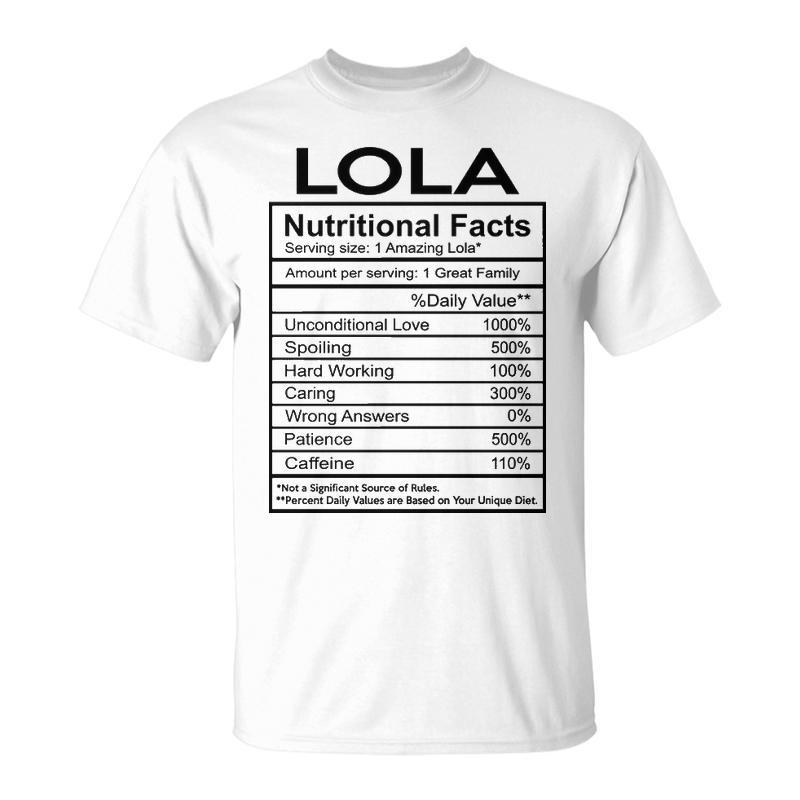 LOLA
Nutritional Facts
Serving size: 1 Amazing Lola*
Amount per serving: 1 Great Family
%Daily Value**
Unconditional Love 1000%
Spoiling 500%
Hard Working 100%
Caring 300%
Wrong Answers 0%
Patience 500%
Caffeine 110%
*Not a Significant Source of Rules.
**Percent Daily Values are Based on Your Unique Diet.